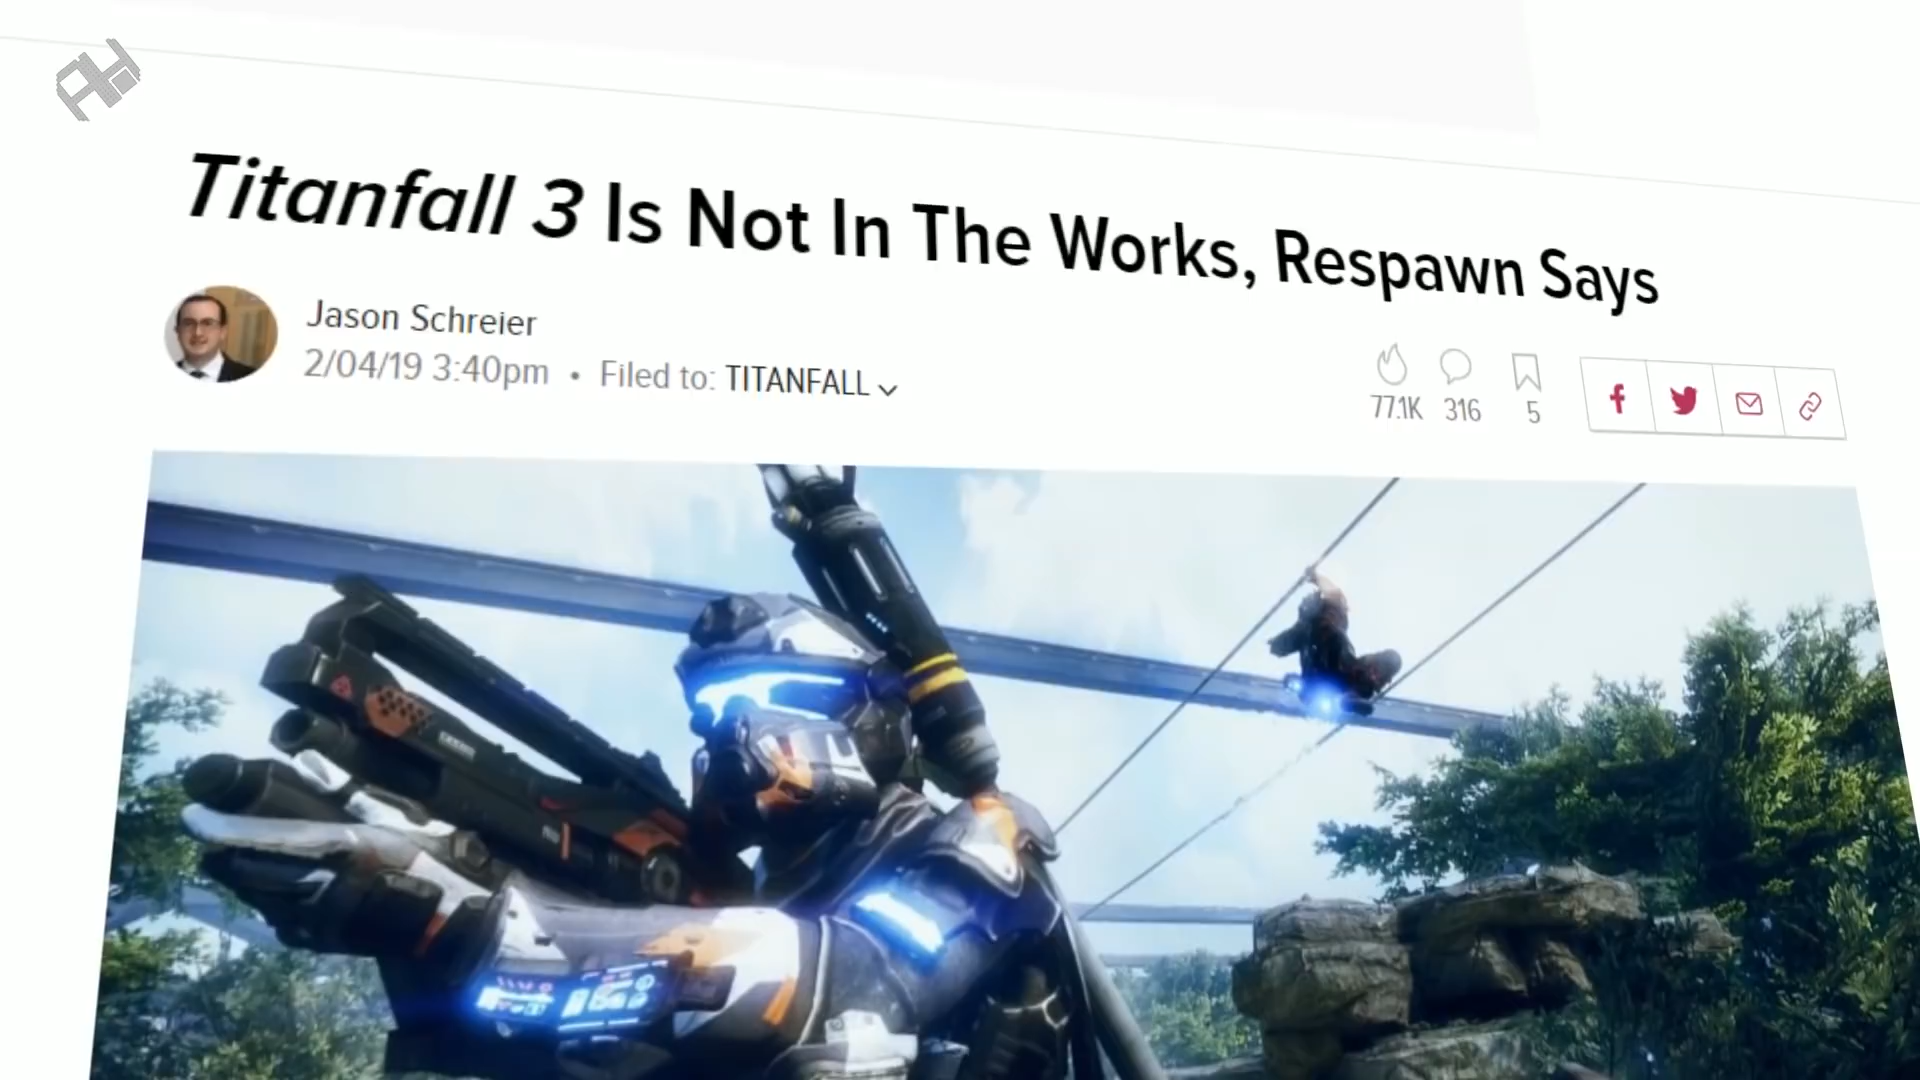 Titanfall 3 Is Not In The Works, Respawn Says
Jason Schreier
2/04/19 3:40pm • Filed to: TITANFALL
77.1K 316 5